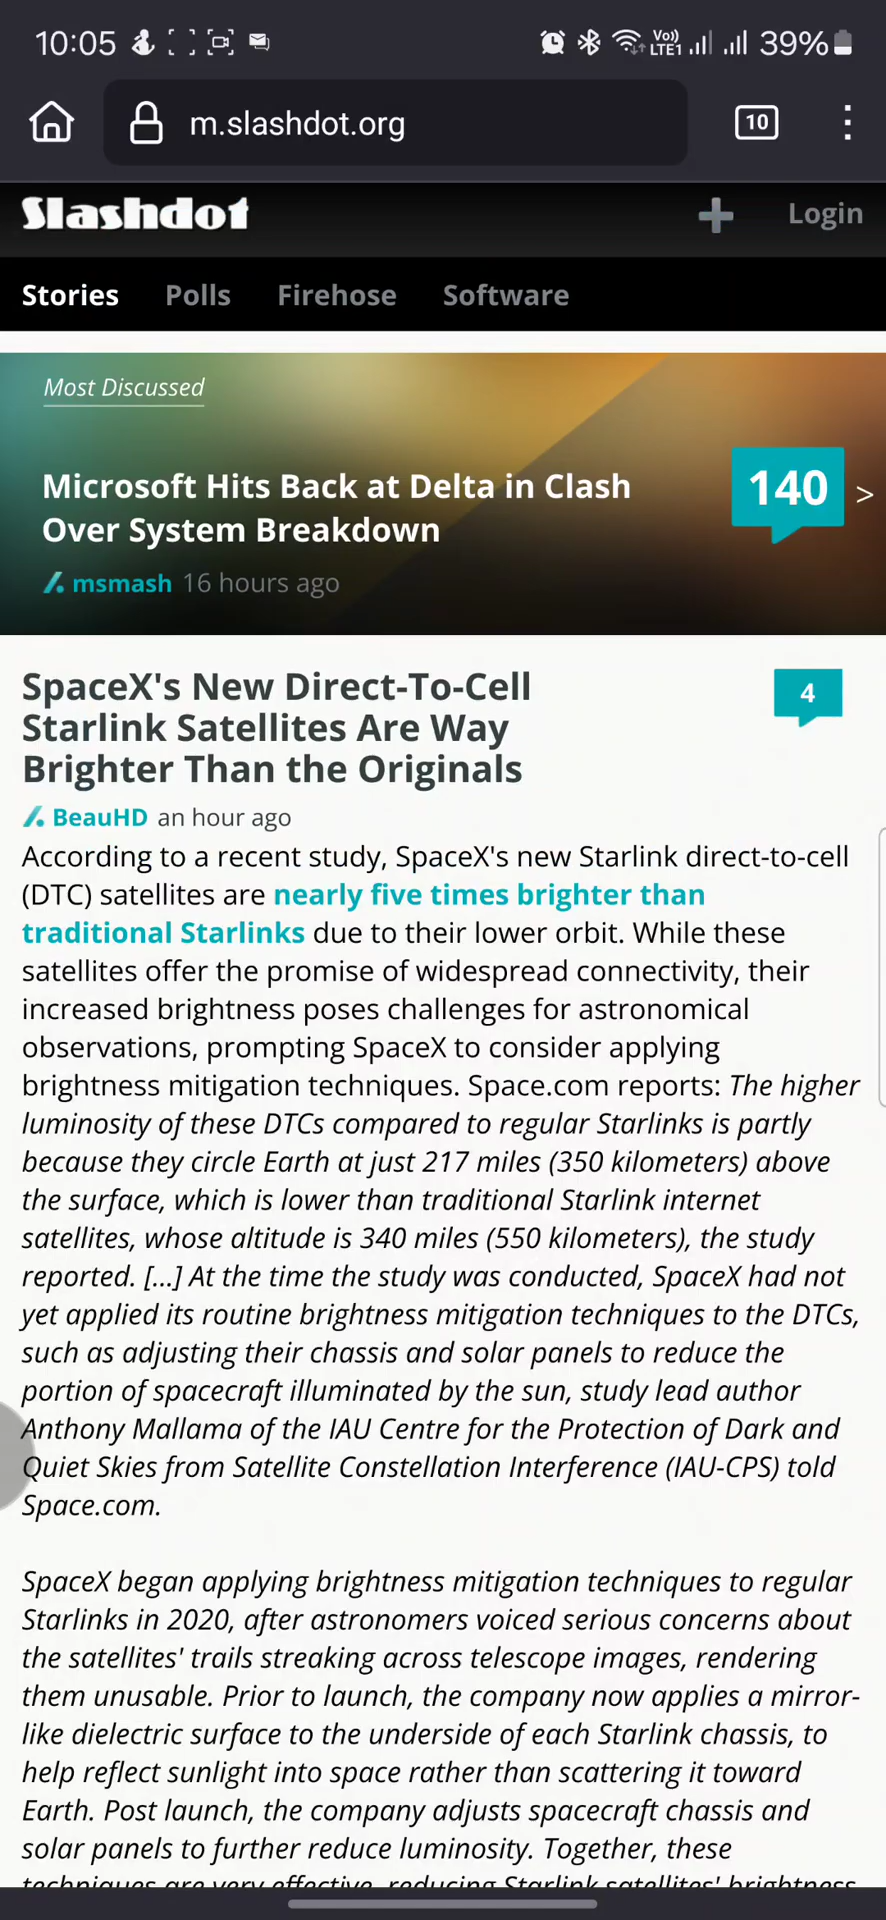 10:05
Vo))
LTE1
39%
m.slashdot.org
10
Slashdot
Login
Stories Polls Firehose Software
Most Discussed
Microsoft Hits Back at Delta in Clash
Over System Breakdown
140
>
msmash 16 hours ago
SpaceX's New Direct-To-Cell
Starlink Satellites Are Way
Brighter Than the Originals
4
BeauHD an hour ago
According to a recent study, SpaceX's new Starlink direct-to-cell
(DTC) satellites are nearly five times brighter than
traditional Starlinks due to their lower orbit. While these
satellites offer the promise of widespread connectivity, their
increased brightness poses challenges for astronomical
observations, prompting SpaceX to consider applying
brightness mitigation techniques. Space.com reports: The higher
luminosity of these DTCs compared to regular Starlinks is partly
because they circle Earth at just 217 miles (350 kilometers) above
the surface, which is lower than traditional Starlink internet
satellites, whose altitude is 340 miles (550 kilometers), the study
reported. [...] At the time the study was conducted, SpaceX had not
yet applied its routine brightness mitigation techniques to the DTCs,
such as adjusting their chassis and solar panels to reduce the
portion of spacecraft illuminated by the sun, study lead author
Anthony Mallama of the IAU Centre for the Protection of Dark and
Quiet Skies from Satellite Constellation Interference (IAU-CPS) told
Space.com.
SpaceX began applying brightness mitigation techniques to regular
Starlinks in 2020, after astronomers voiced serious concerns about
the satellites' trails streaking across telescope images, rendering
them unusable. Prior to launch, the company now applies a mirror-
like dielectric surface to the underside of each Starlink chassis, to
help reflect sunlight into space rather than scattering it toward
Earth. Post launch, the company adjusts spacecraft chassis and
solar panels to further reduce luminosity. Together, these
techniques are very effective, reducing Starlink satellites' brightness